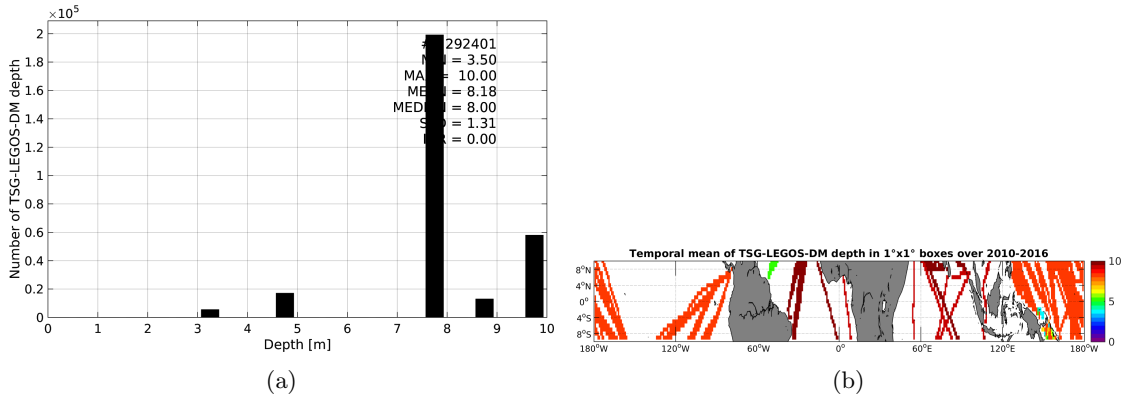 ×10⁵
2
1.8
1.6
1.4
1.2
1
0.8
0.6
0.4
0.2
0
Number of TSG-LEGOS-DM depth
292401
= 3.50
= 10.00
= 8.18
= 8.00
= 1.31
= 0.00
0 1 2 3 4 5 6 7 8 9 10
Depth [m]
(a)
Temporal mean of TSG-LEGOS-DM depth in 1°x1° boxes over 2010-2016
8°N
4°N
0°
4°S
8°S
180°W 120°W 60°W 0° 60°E 120°E 180°W
10
5
0
(b)